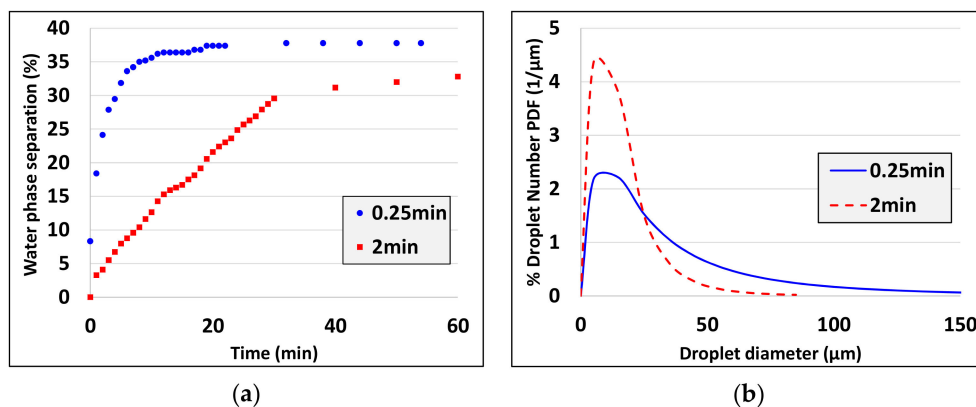 40
35
30
25
20
15
10
5
0
Water phase separation (%)
0.25min
2min
0 20 40 60
Time (min)
(a)
5
4
3
2
1
0
% Droplet Number PDF (1/µm)
0.25min
2min
0 50 100 150
Droplet diameter (µm)
(b)